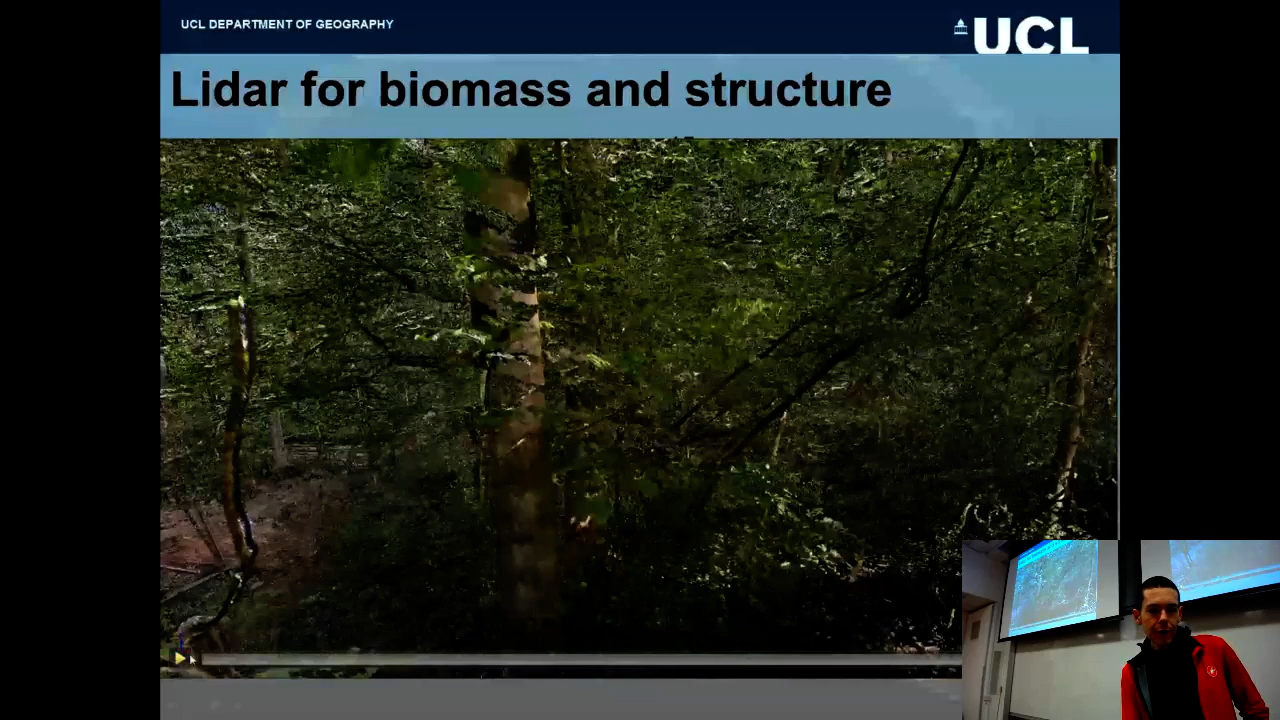 UCL DEPARTMENT OF GEOGRAPHY
UCL
Lidar for biomass and structure